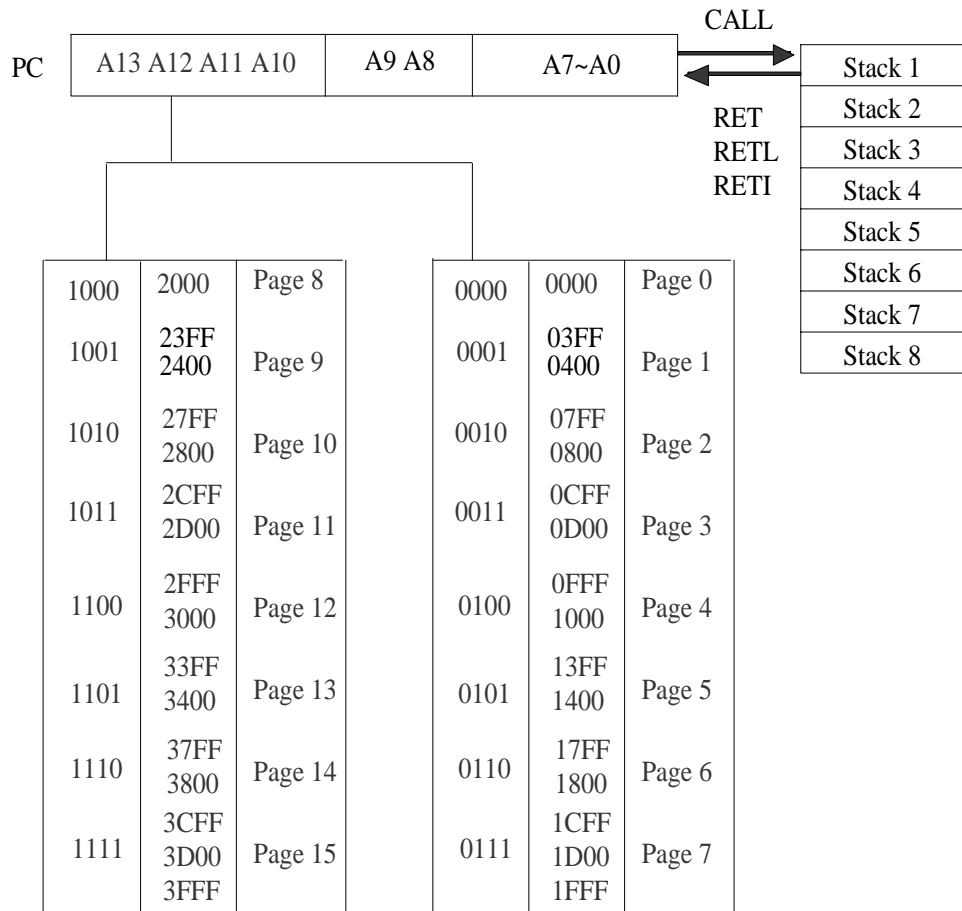 CALL
PC
A13 A12 A11 A10
A9 A8
A7~A0
RET
RETL
RETI
Stack 1
Stack 2
Stack 3
Stack 4
Stack 5
Stack 6
Stack 7
Stack 8
1000
2000
Page 8
23FF
1001
2400
Page 9
27FF
1010
2800
Page 10
2CFF
1011
2D00
Page 11
2FFF
1100
3000
Page 12
33FF
1101
3400
Page 13
37FF
1110
3800
Page 14
3CFF
1111
3D00
Page 15
3FFF
0000
0000
Page 0
03FF
0001
0400
Page 1
07FF
0010
0800
Page 2
0CFF
0011
0D00
Page 3
0FFF
0100
1000
Page 4
13FF
0101
1400
Page 5
17FF
0110
1800
Page 6
1CFF
0111
1D00
Page 7
1FFF